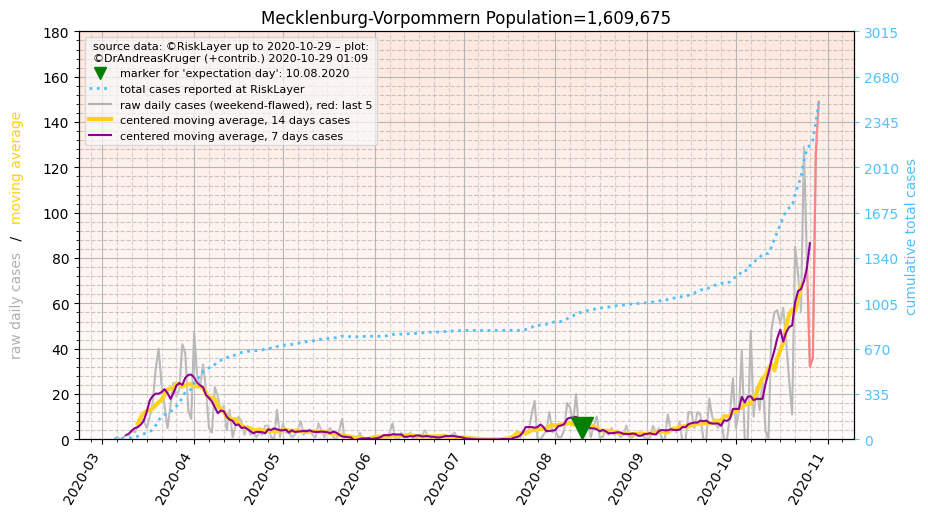 Mecklenburg-Vorpommern Population=1,609,675
source data: ©RiskLayer up to 2020-10-29 – plot:
©DrAndreasKruger (+contrib.) 2020-10-29 01:09
marker for 'expectation day': 10.08.2020
total cases reported at RiskLayer
raw daily cases (weekend-flawed), red: last 5
centered moving average, 14 days cases
centered moving average, 7 days cases
raw daily cases / moving average
180
160
140
120
100
80
60
40
20
0
3015
2680
2345
2010
1675
1340
1005
670
335
0
cumulative total cases
2020-03
2020-04
2020-05
2020-06
2020-07
2020-08
2020-09
2020-10
2020-11